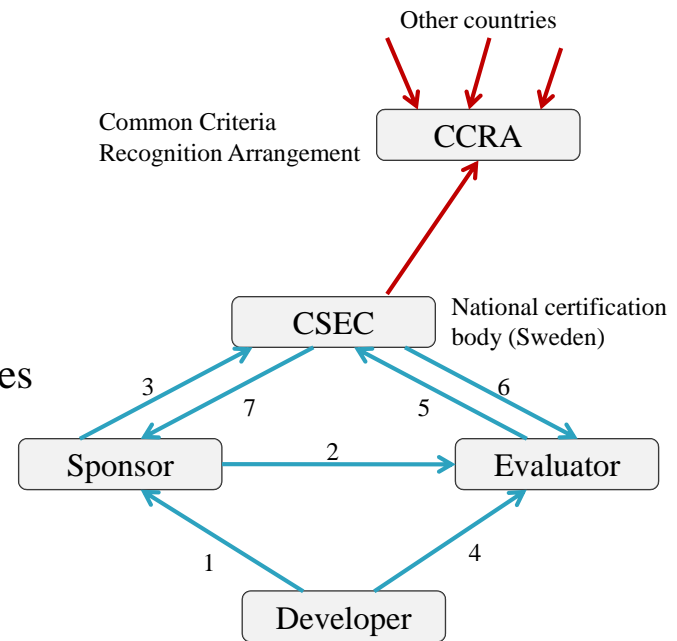 Other countries
Common Criteria
Recognition Arrangement
CCRA
CSEC
National certification
body (Sweden)
es
3
7
5
6
Sponsor
2
Evaluator
1
4
Developer